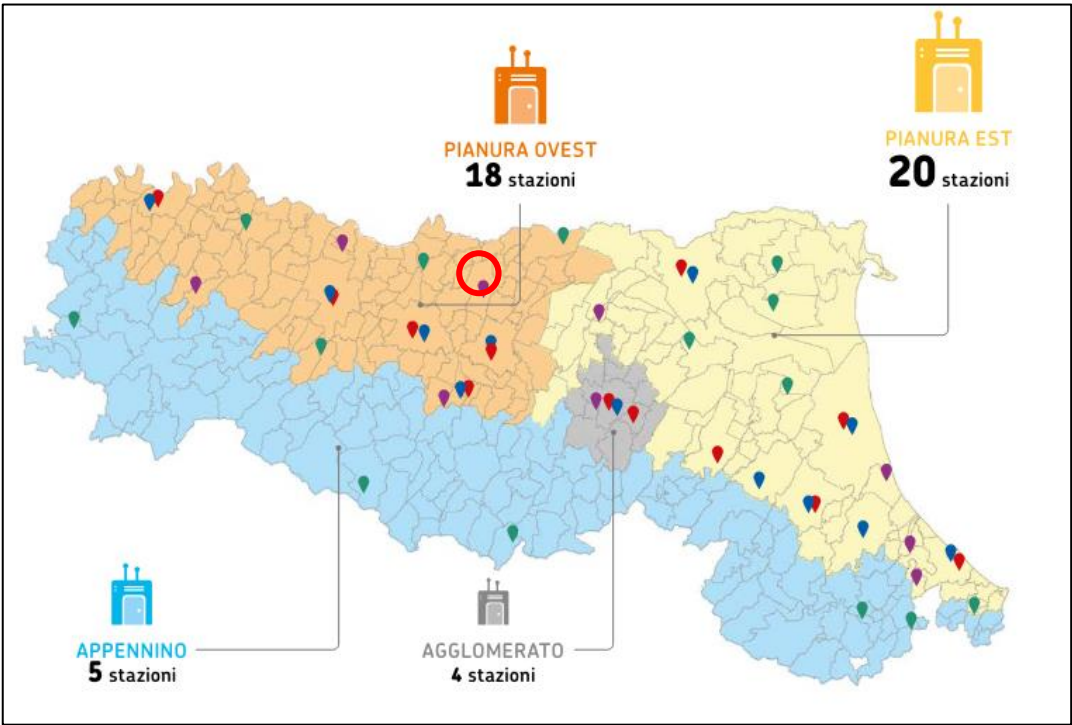 PIANURA OVEST
18 stazioni
PIANURA EST
20 stazioni
APPENNINO
5 stazioni
AGGLOMERATO
4 stazioni